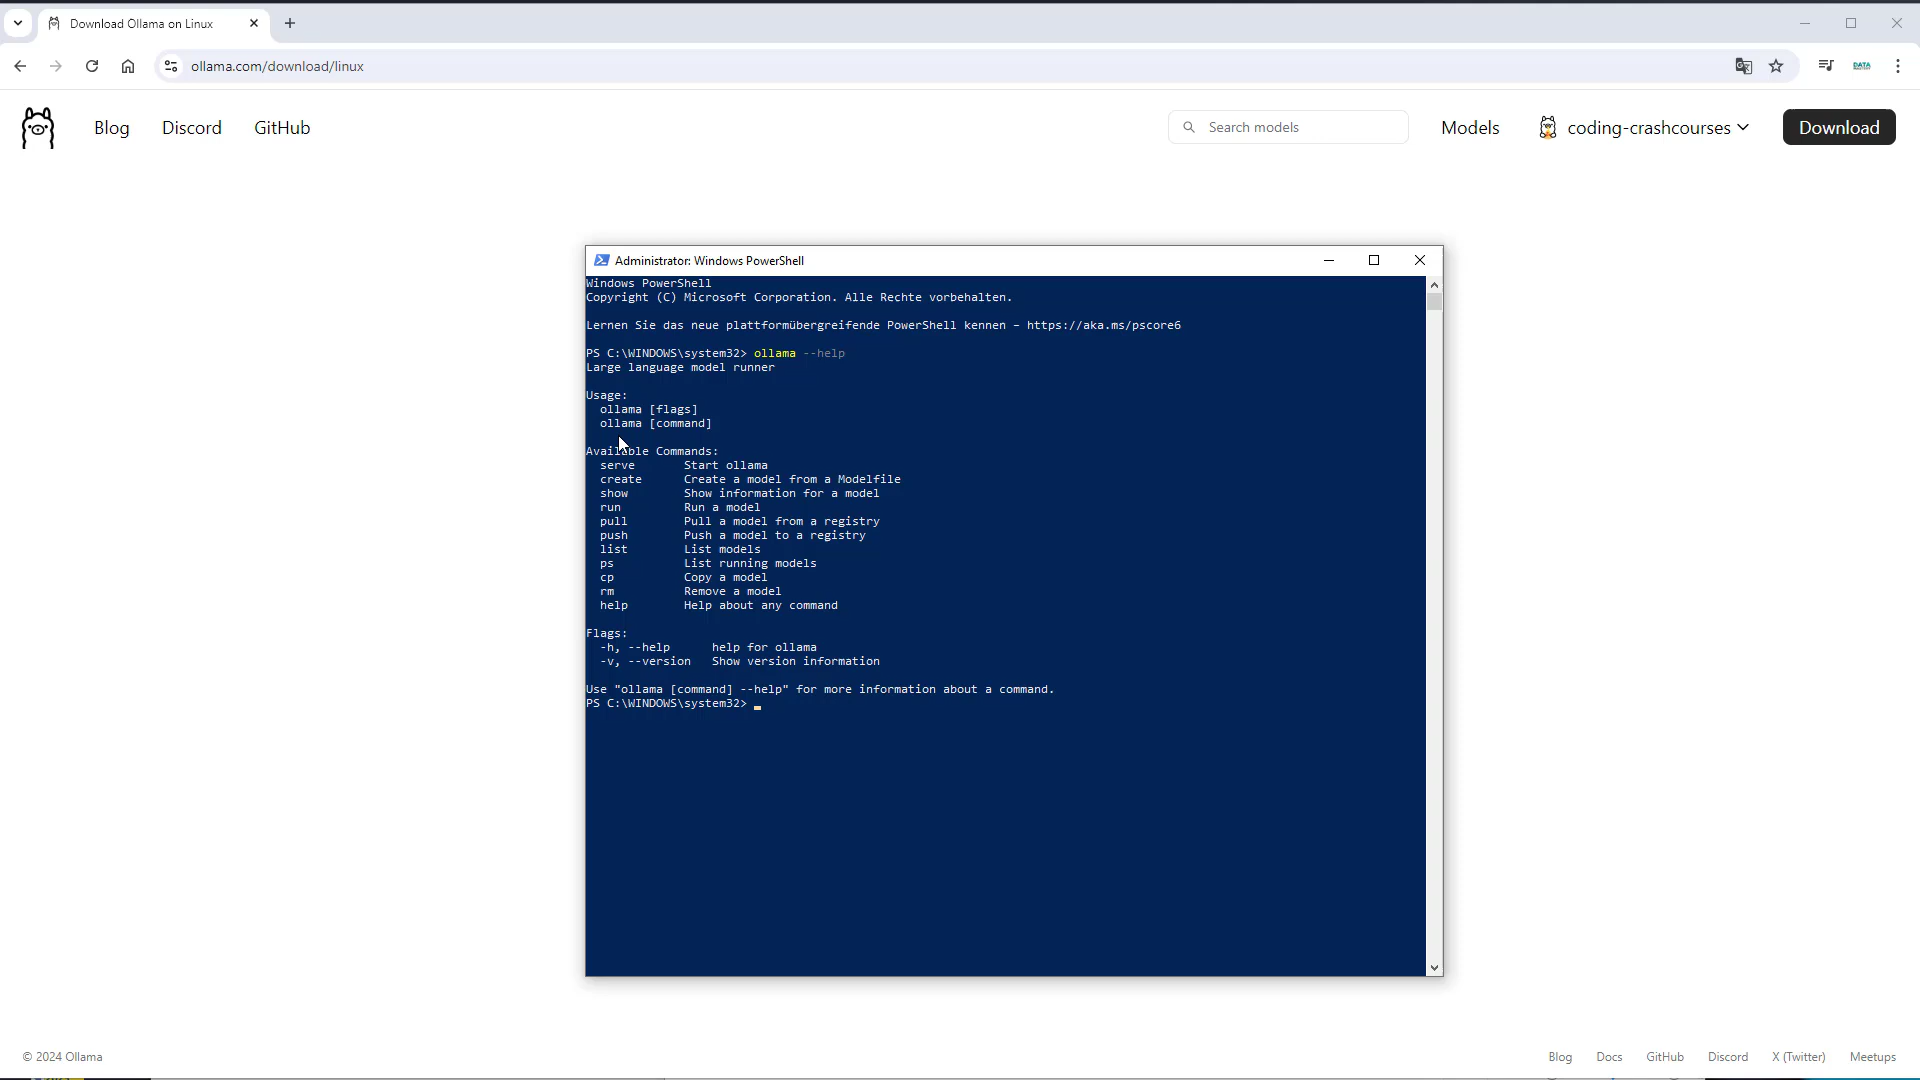 Download Ollama on Linux
ollama.com/download/linux
DATA
Blog Discord GitHub
Search models
Models
coding-crashcourses
Download
Administrator: Windows PowerShell
Windows PowerShell
Copyright (C) Microsoft Corporation. Alle Rechte vorbehalten.
Lernen Sie das neue plattformübergreifende PowerShell kennen – https://aka.ms/pscore6
PS C:\WINDOWS\system32> ollama --help
Large language model runner
Usage:
ollama [flags]
ollama [command]
Available Commands:
serve Start ollama
create Create a model from a Modelfile
show Show information for a model
run Run a model
pull Pull a model from a registry
push Push a model to a registry
list List models
ps List running models
cp Copy a model
rm Remove a model
help Help about any command
Flags:
-h, --help help for ollama
-v, --version Show version information
Use "ollama [command] --help" for more information about a command.
PS C:\WINDOWS\system32>
© 2024 Ollama
Blog Docs GitHub Discord X (Twitter) Meetups